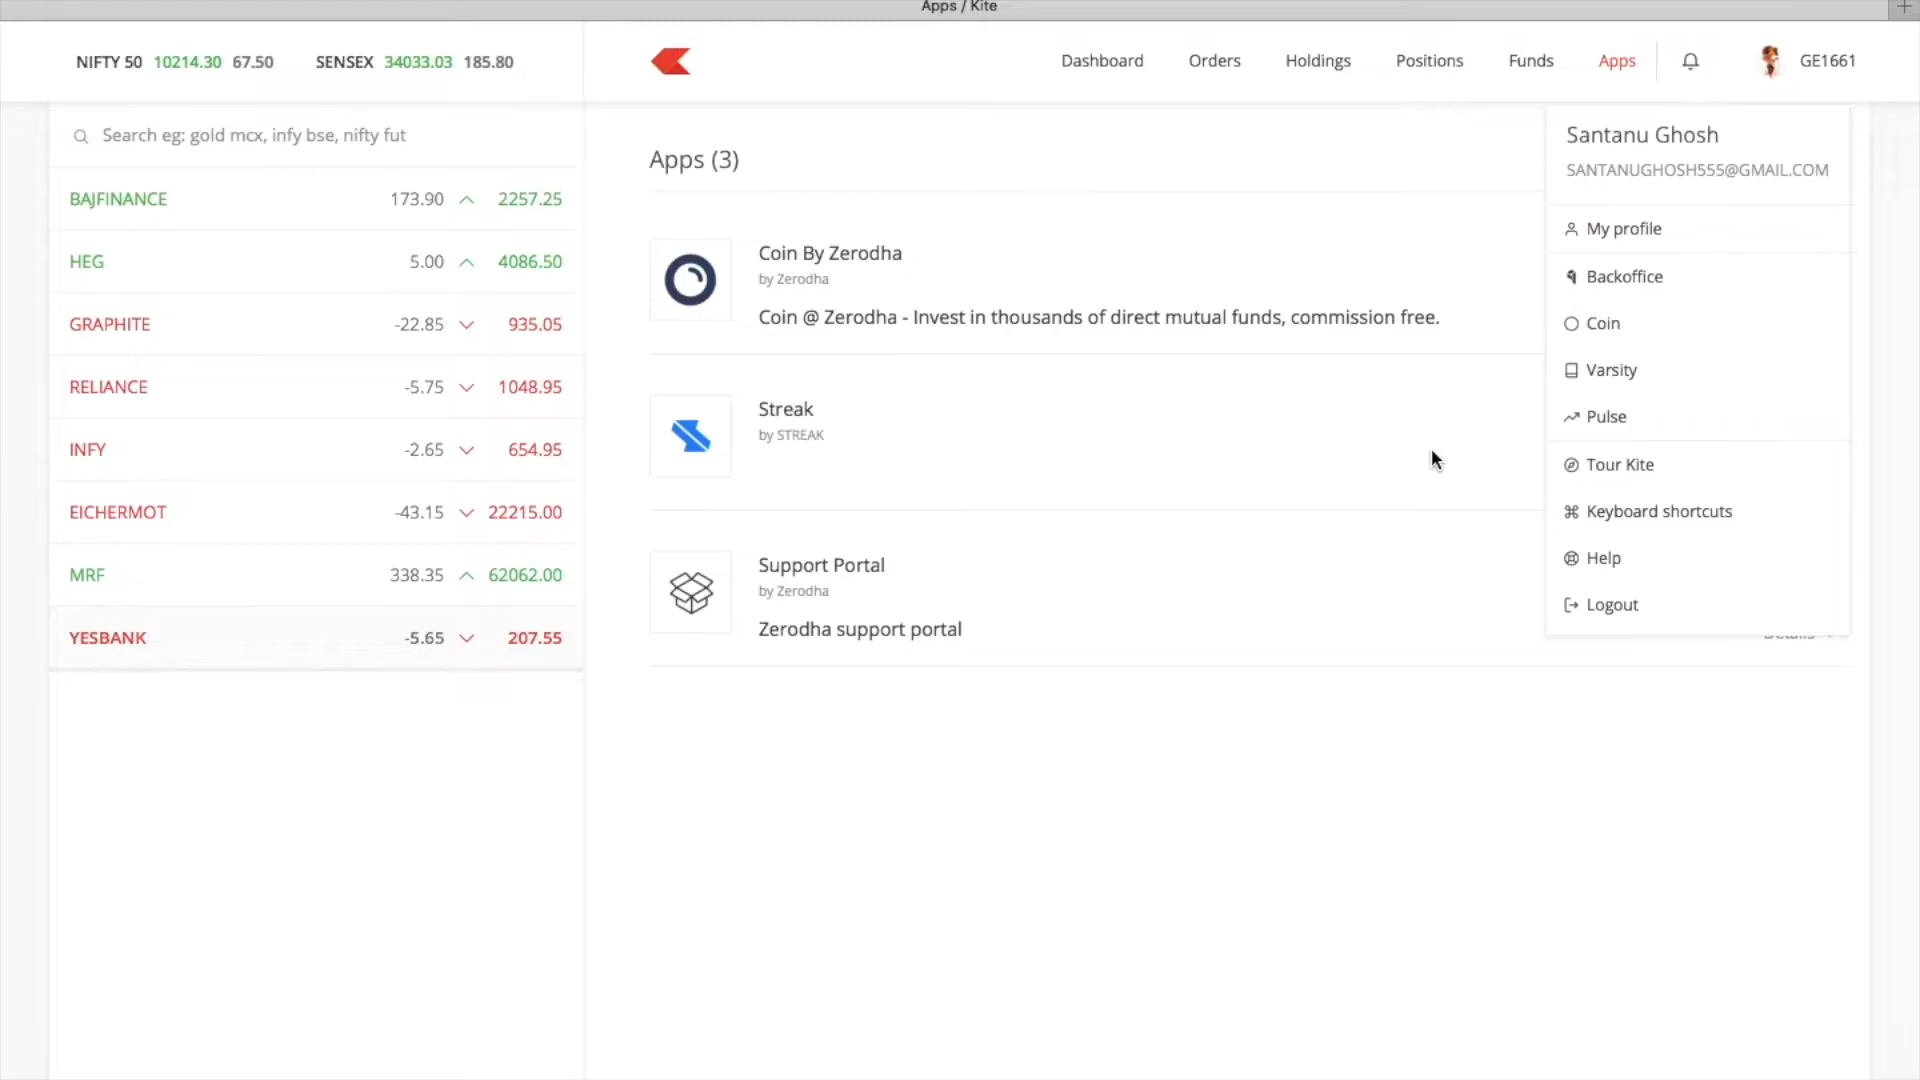 Apps / Kite
NIFTY 50 10214.30 67.50 SENSEX 34033.03 185.80
Dashboard Orders Holdings Positions Funds Apps GE1661
Search eg: gold mcx, infy bse, nifty fut
BAJFINANCE 173.90 2257.25
HEG 5.00 4086.50
GRAPHITE -22.85 935.05
RELIANCE -5.75 1048.95
INFY -2.65 654.95
EICHERMOT -43.15 22215.00
MRF 338.35 62062.00
YESBANK -5.65 207.55
Apps (3)
Coin By Zerodha
by Zerodha
Coin @ Zerodha - Invest in thousands of direct mutual funds, commission free.
Streak
by STREAK
Support Portal
by Zerodha
Zerodha support portal
Details
Santanu Ghosh
SANTANUGHOSH555@GMAIL.COM
My profile
Backoffice
Coin
Varsity
Pulse
Tour Kite
Keyboard shortcuts
Help
Logout